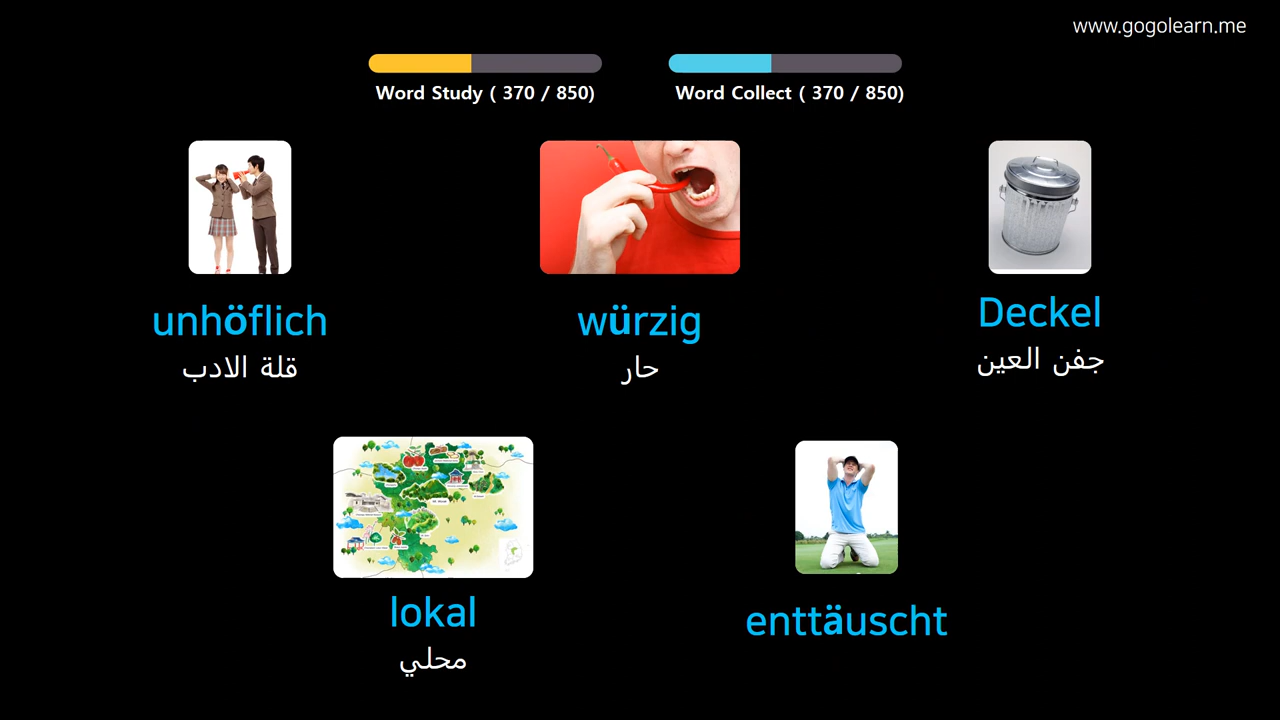 www.gogolearn.me
Word Study ( 370 / 850)
Word Collect ( 370 / 850)
unhöflich
قلة الادب
würzig
حار
Deckel
جفن العين
lokal
محلي
enttäuscht